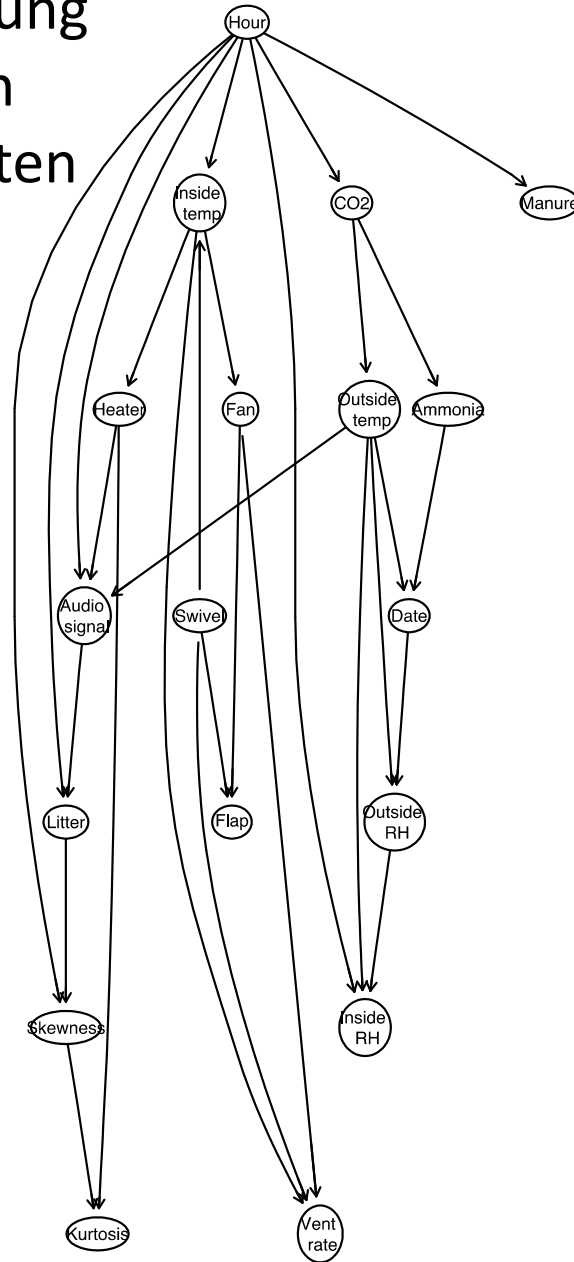 ung
n
ten
Hour
Inside
temp
CO2
Manure
Heater
Fan
Outside
temp
Ammonia
Audio
signal
Swivel
Date
Litter
Flap
Outside
RH
Skewness
Inside
RH
Kurtosis
Vent
rate